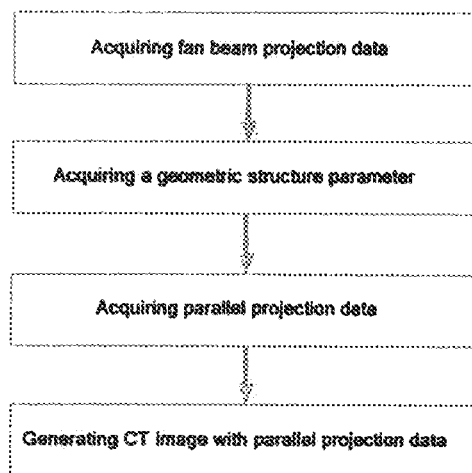 Acquiring fan beam projection data
Acquiring a geometric structure parameter
Acquiring parallel projection data
Generating CT image with parallel projection data